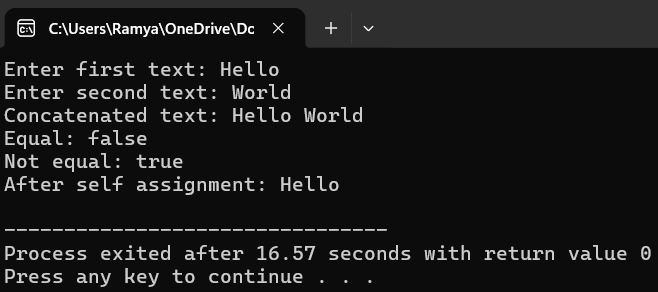 C:\Users\Ramya\OneDrive\Dc
Enter first text: Hello
Enter second text: World
Concatenated text: Hello World
Equal: false
Not equal: true
After self assignment: Hello
--------------------------------
Process exited after 16.57 seconds with return value 0
Press any key to continue . . .